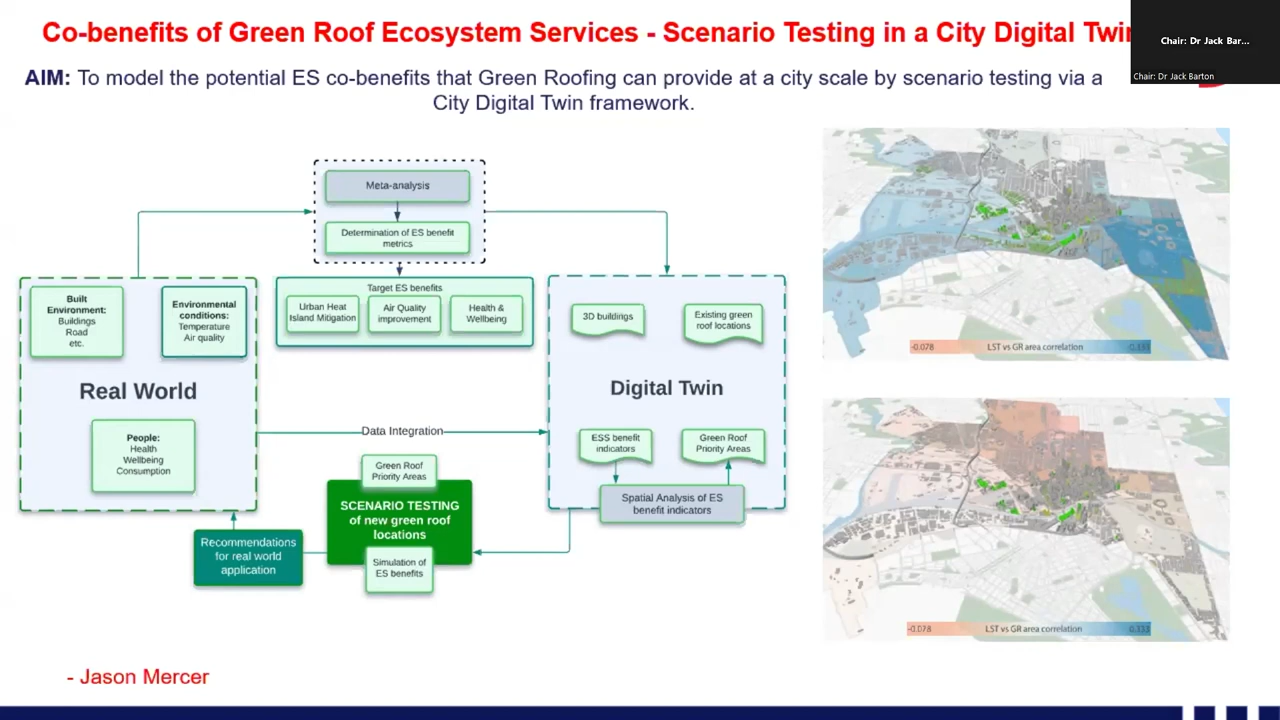 Co-benefits of Green Roof Ecosystem Services - Scenario Testing in a City Digital Twin
Chair: Dr Jack Bar...
Chair: Dr Jack Barton
AIM: To model the potential ES co-benefits that Green Roofing can provide at a city scale by scenario testing via a
City Digital Twin framework.
Meta-analysis
Determination of ES benefit
metrics
Target ES benefits
Urban Heat
Island Mitigation
Air Quality
improvement
Health &
Wellbeing
Built
Environment:
Buildings
Road
etc.
Environmental
conditions:
Temperature
Air quality
Real World
People:
Health
Wellbeing
Consumption
Data Integration
3D buildings
Existing green
roof locations
Digital Twin
ESS benefit
indicators
Green Roof
Priority Areas
Spatial Analysis of ES
benefit indicators
Green Roof
Priority Areas
SCENARIO TESTING
of new green roof
locations
Simulation of
ES benefits
Recommendations
for real world
application
-0.078 LST vs GR area correlation
-0.078 LST vs GR area correlation
- Jason Mercer